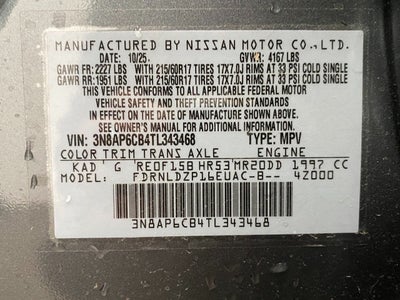 MANUFACTURED BY NISSAN MOTOR CO.,LTD.
DATE: 10/25 GVWR: 4167 LBS
GAWR FR: 2227 LBS WITH 215/60R17 TIRES 17X7.0J RIMS AT 33 PSI COLD SINGLE
GAWR RR: 1951 LBS WITH 215/60R17 TIRES 17X7.0J RIMS AT 33 PSI COLD SINGLE
THIS VEHICLE CONFORMS TO ALL APPLICABLE FEDERAL MOTOR
VEHICLE SAFETY AND THEFT PREVENTION STANDARDS
IN EFFECT ON THE DATE OF MANUFACTURE SHOWN ABOVE.
SEE OWNER'S MANUAL FOR ADDITIONAL INFORMATION.
VIN: 3N8AP6CB4TL343468 TYPE: MPV
COLOR TRIM TRANS AXLE ENGINE
KAD G RE0F15B HR53 MR20DD 1997 CC
MODEL: FDRNLDZP16EUAC-B-- 4Z000
3N8AP6CB4TL343468